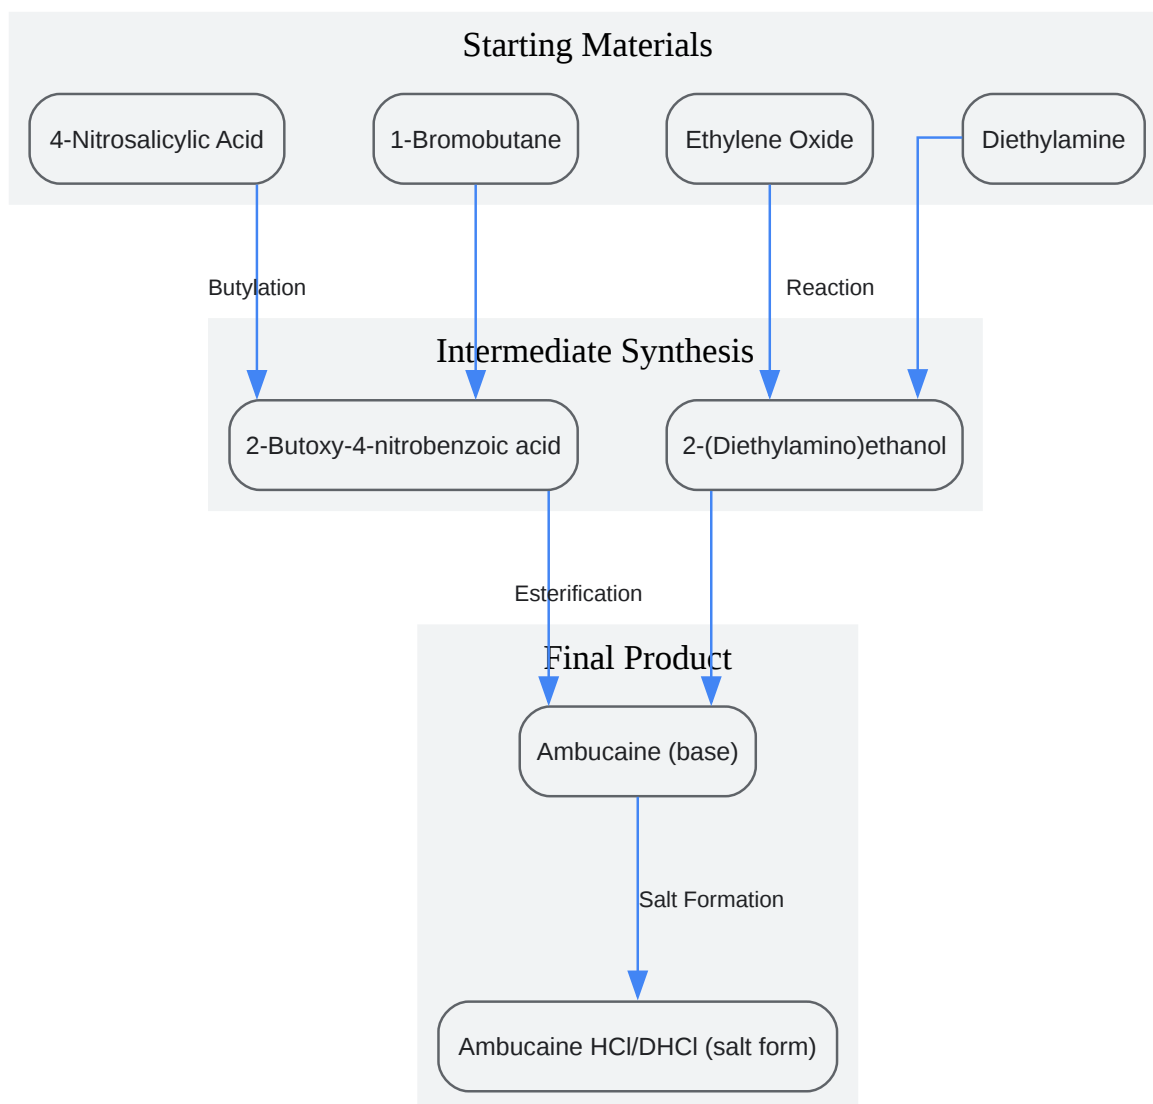 Starting Materials
4-Nitrosalicylic Acid
1-Bromobutane
Ethylene Oxide
Diethylamine
Butylation
Reaction
Intermediate Synthesis
2-Butoxy-4-nitrobenzoic acid
2-(Diethylamino)ethanol
Esterification
Final Product
Ambucaine (base)
Salt Formation
Ambucaine HCl/DHCl (salt form)